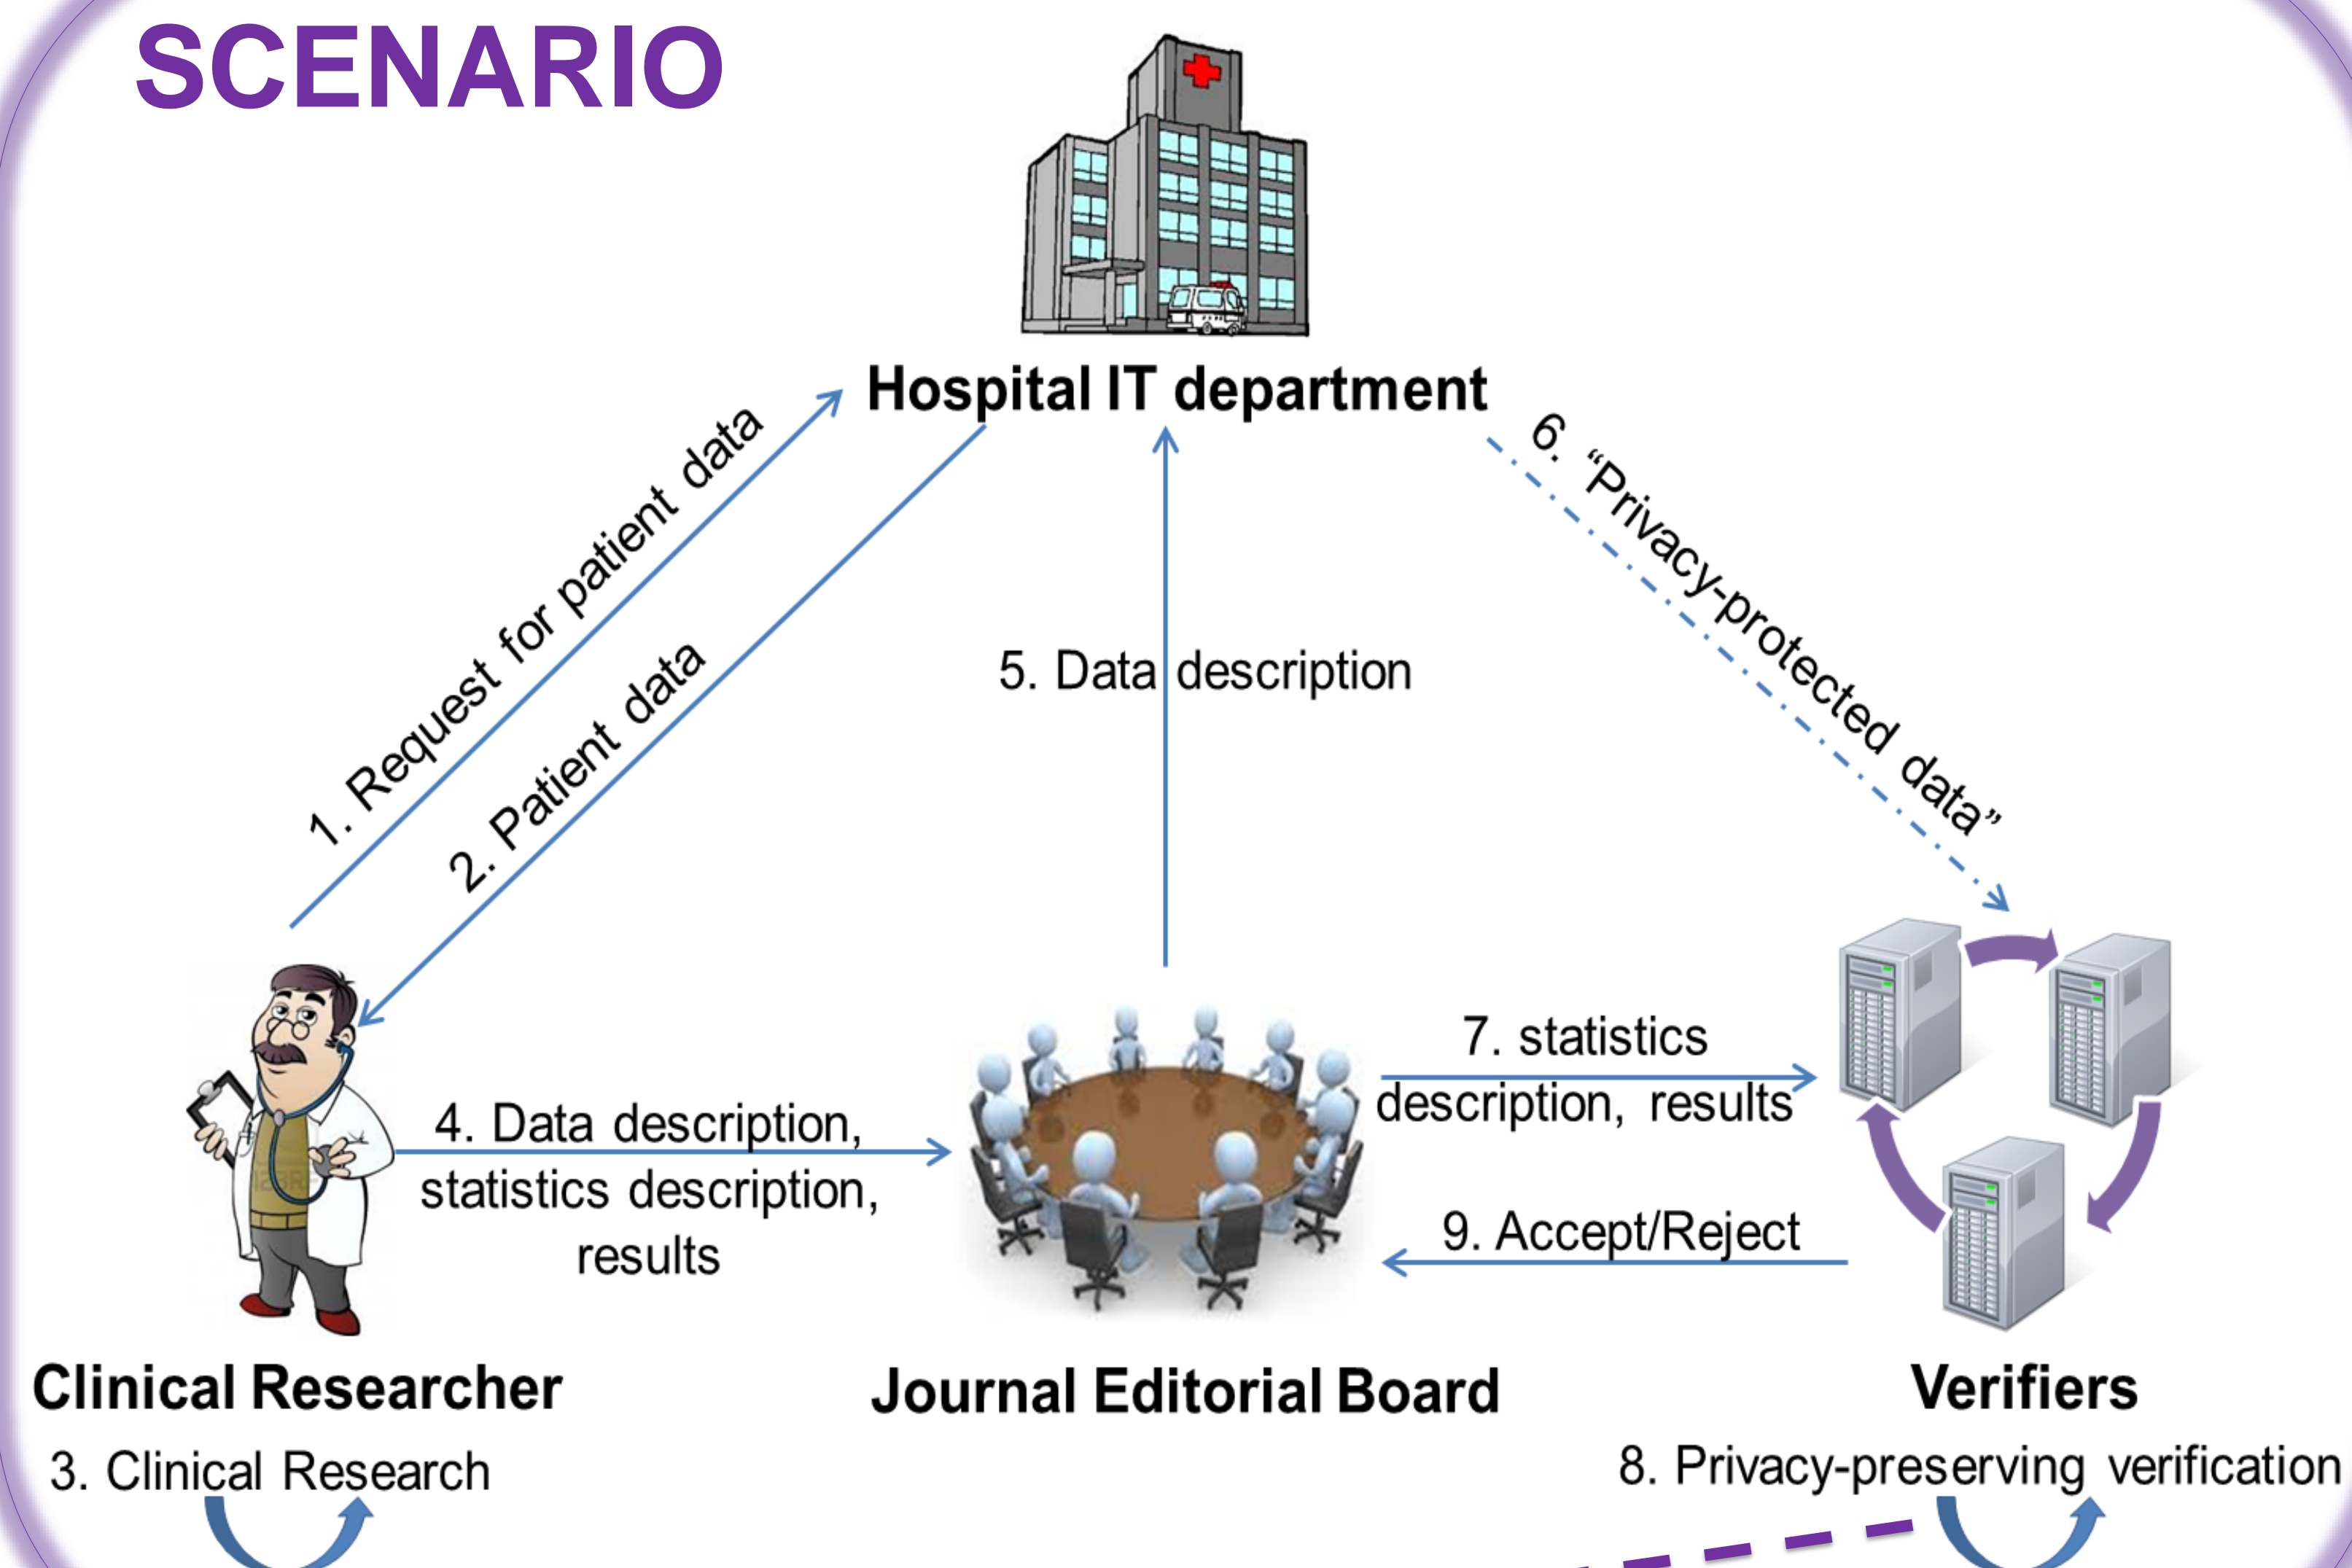 SCENARIO
Hospital IT department
1. Request for patient data
2. Patient data
5. Data description
6. “Privacy-protected data”
4. Data description,
statistics description,
results
7. statistics
description, results
9. Accept/Reject
Clinical Researcher
Journal Editorial Board
Verifiers
3. Clinical Research
8. Privacy-preserving verification